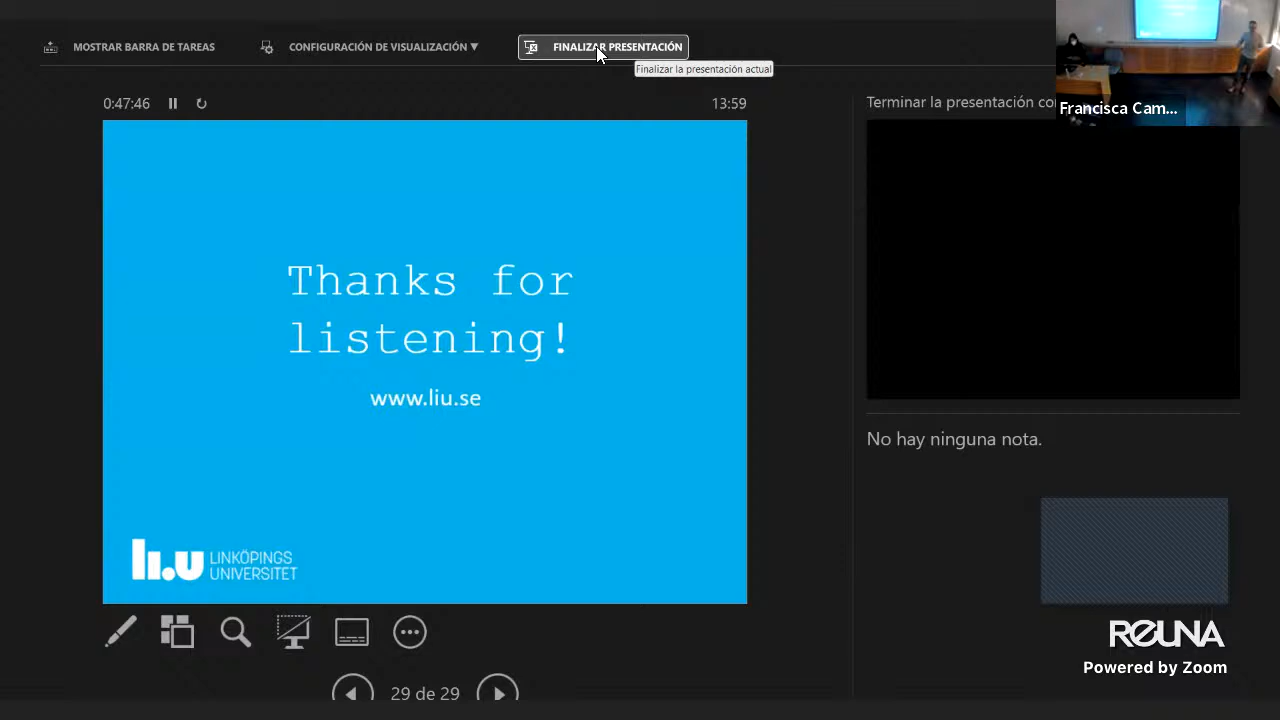 MOSTRAR BARRA DE TAREAS
CONFIGURACIÓN DE VISUALIZACIÓN ▼
FINALIZAR PRESENTACIÓN
Finalizar la presentación actual
0:47:46
13:59
Terminar la presentación co
Francisca Cam...
Thanks for
listening!
www.liu.se
li.u LINKÖPINGS
UNIVERSITET
No hay ninguna nota.
29 de 29
REUNA
Powered by Zoom